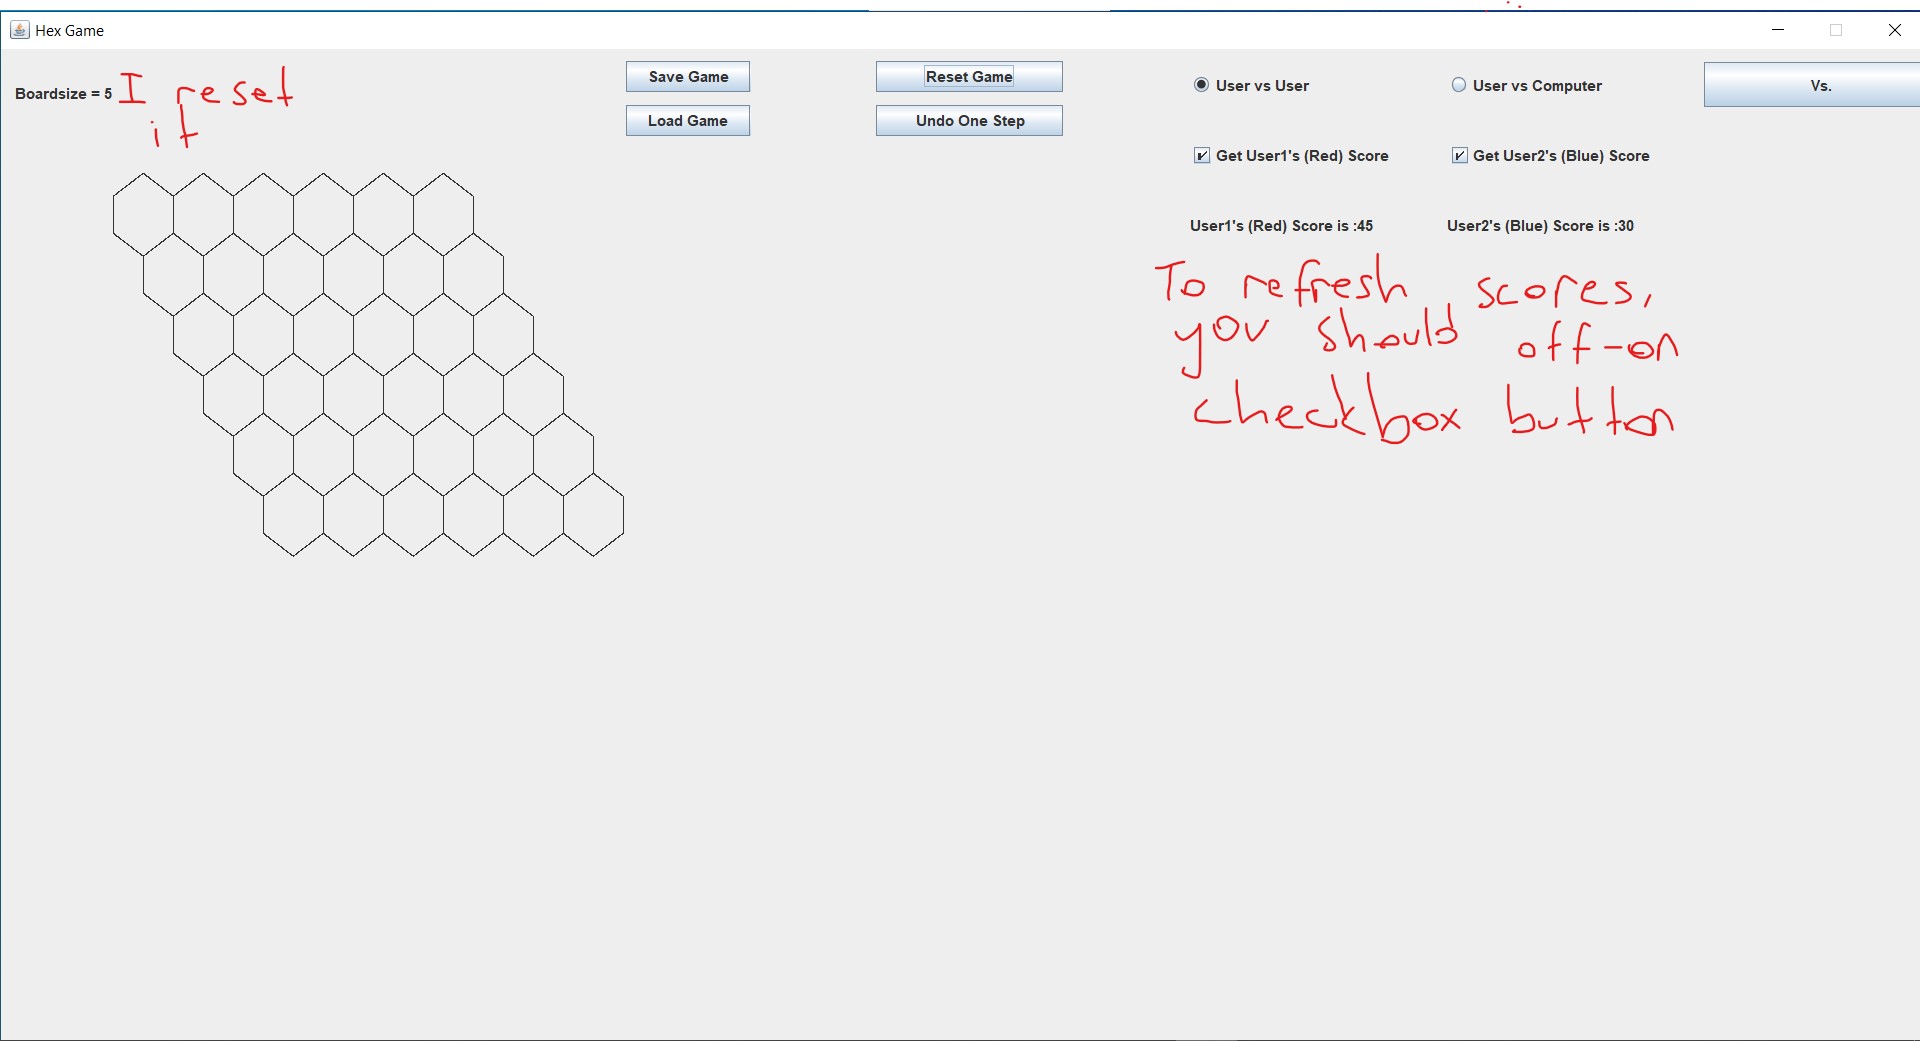 Hex Game
Boardsize = 5
I reset
it
Save Game
Load Game
Reset Game
Undo One Step
User vs User
User vs Computer
Vs.
Get User1's (Red) Score
Get User2's (Blue) Score
User1's (Red) Score is :45
User2's (Blue) Score is :30
To refresh scores,
you should off-on
checkbox button